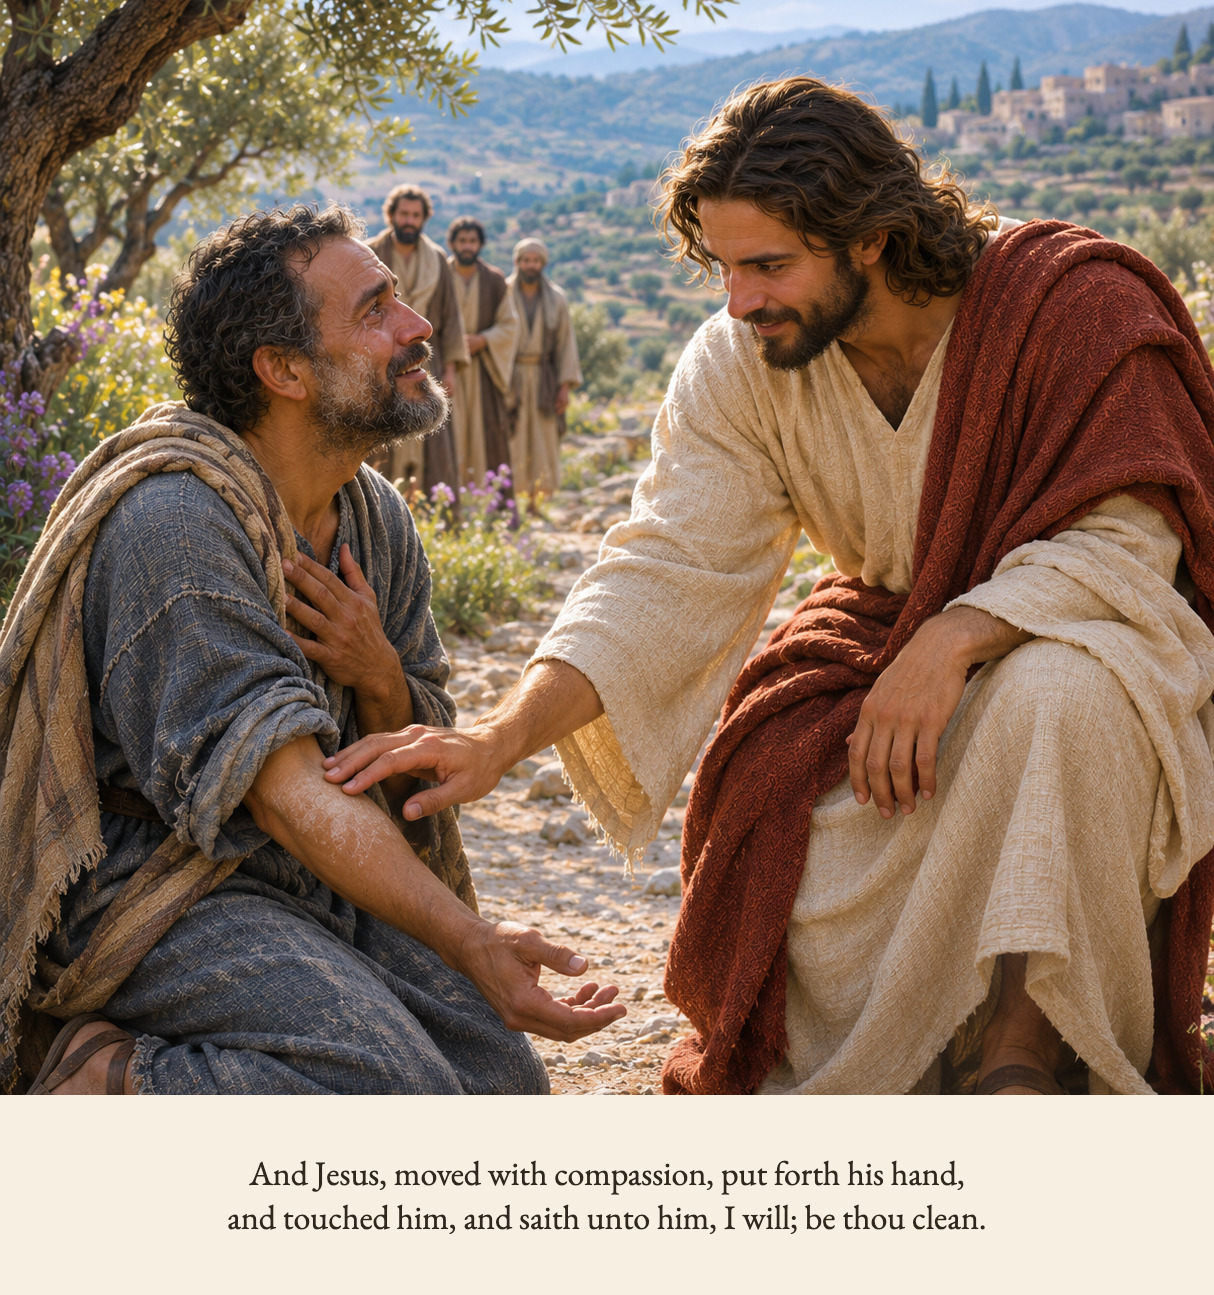 And Jesus, moved with compassion, put forth his hand,
and touched him, and saith unto him, I will; be thou clean.